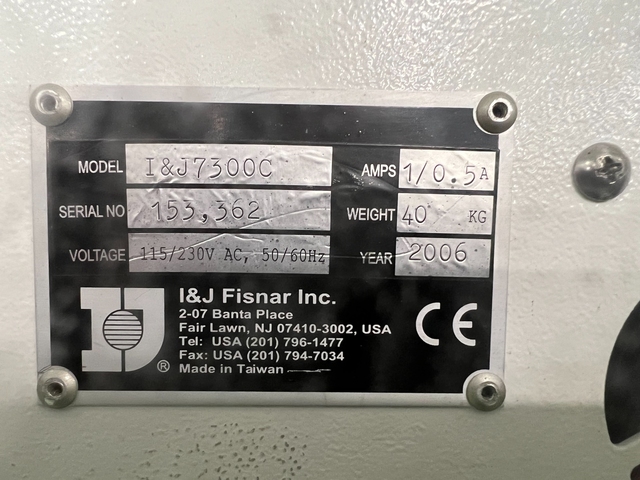 MODEL I&J7300C AMPS 1/0.5A
SERIAL NO 153,362 WEIGHT 40 KG
VOLTAGE 115/230V AC, 50/60Hz YEAR 2006
IJ ®
I&J Fisnar Inc.
2-07 Banta Place
Fair Lawn, NJ 07410-3002, USA
Tel: USA (201) 796-1477
Fax: USA (201) 794-7034
Made in Taiwan
CE